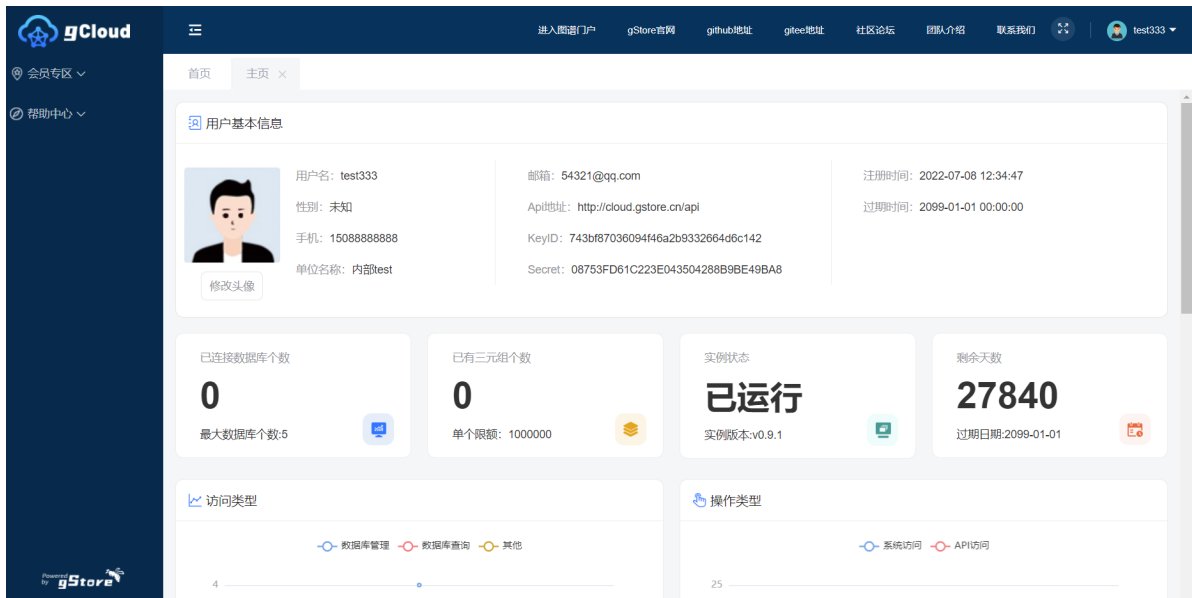 gCloud
进入图谱门户 gStore官网 github地址 gitee地址 社区论坛 团队介绍 联系我们 test333
会员专区
帮助中心
首页 主页
用户基本信息
用户名：test333
性别：未知
手机：15088888888
单位名称：内部test
修改头像
邮箱：54321@qq.com
Api地址：http://cloud.gstore.cn/api
KeyID：743bf87036094f46a2b9332664d6c142
Secret：08753FD61C223E043504288B9BE49BA8
注册时间：2022-07-08 12:34:47
过期时间：2099-01-01 00:00:00
已连接数据库个数
0
最大数据库个数:5
已有三元组个数
0
单个限额：1000000
实例状态
已运行
实例版本:v0.9.1
剩余天数
27840
过期日期:2099-01-01
访问类型
数据库管理 数据库查询 其他
4
操作类型
系统访问 API访问
25
Powered by gStore